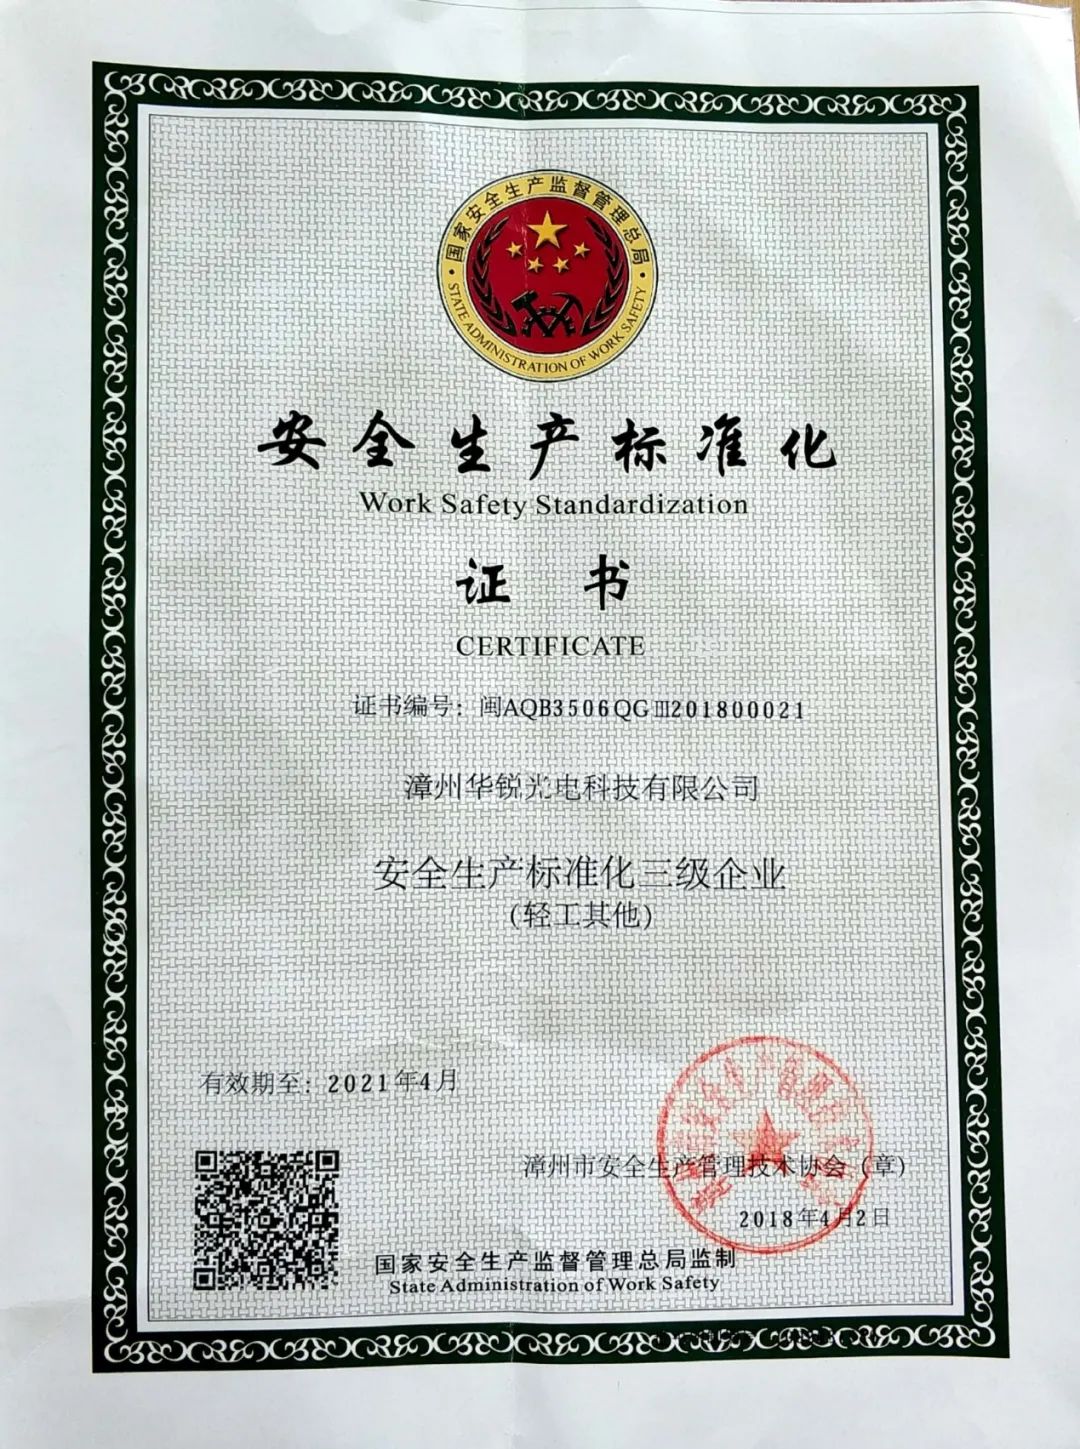 国家安全生产监督管理总局
STATE ADMINISTRATION OF WORK SAFETY
安全生产标准化
Work Safety Standardization
证书
CERTIFICATE
证书编号：闽AQB3506QGⅢ201800021
漳州华锐光电科技有限公司
安全生产标准化三级企业
（轻工其他）
有效期至：2021年4月
漳州市安全生产管理技术协会（章）
2018年4月2日
国家安全生产监督管理总局监制
State Administration of Work Safety